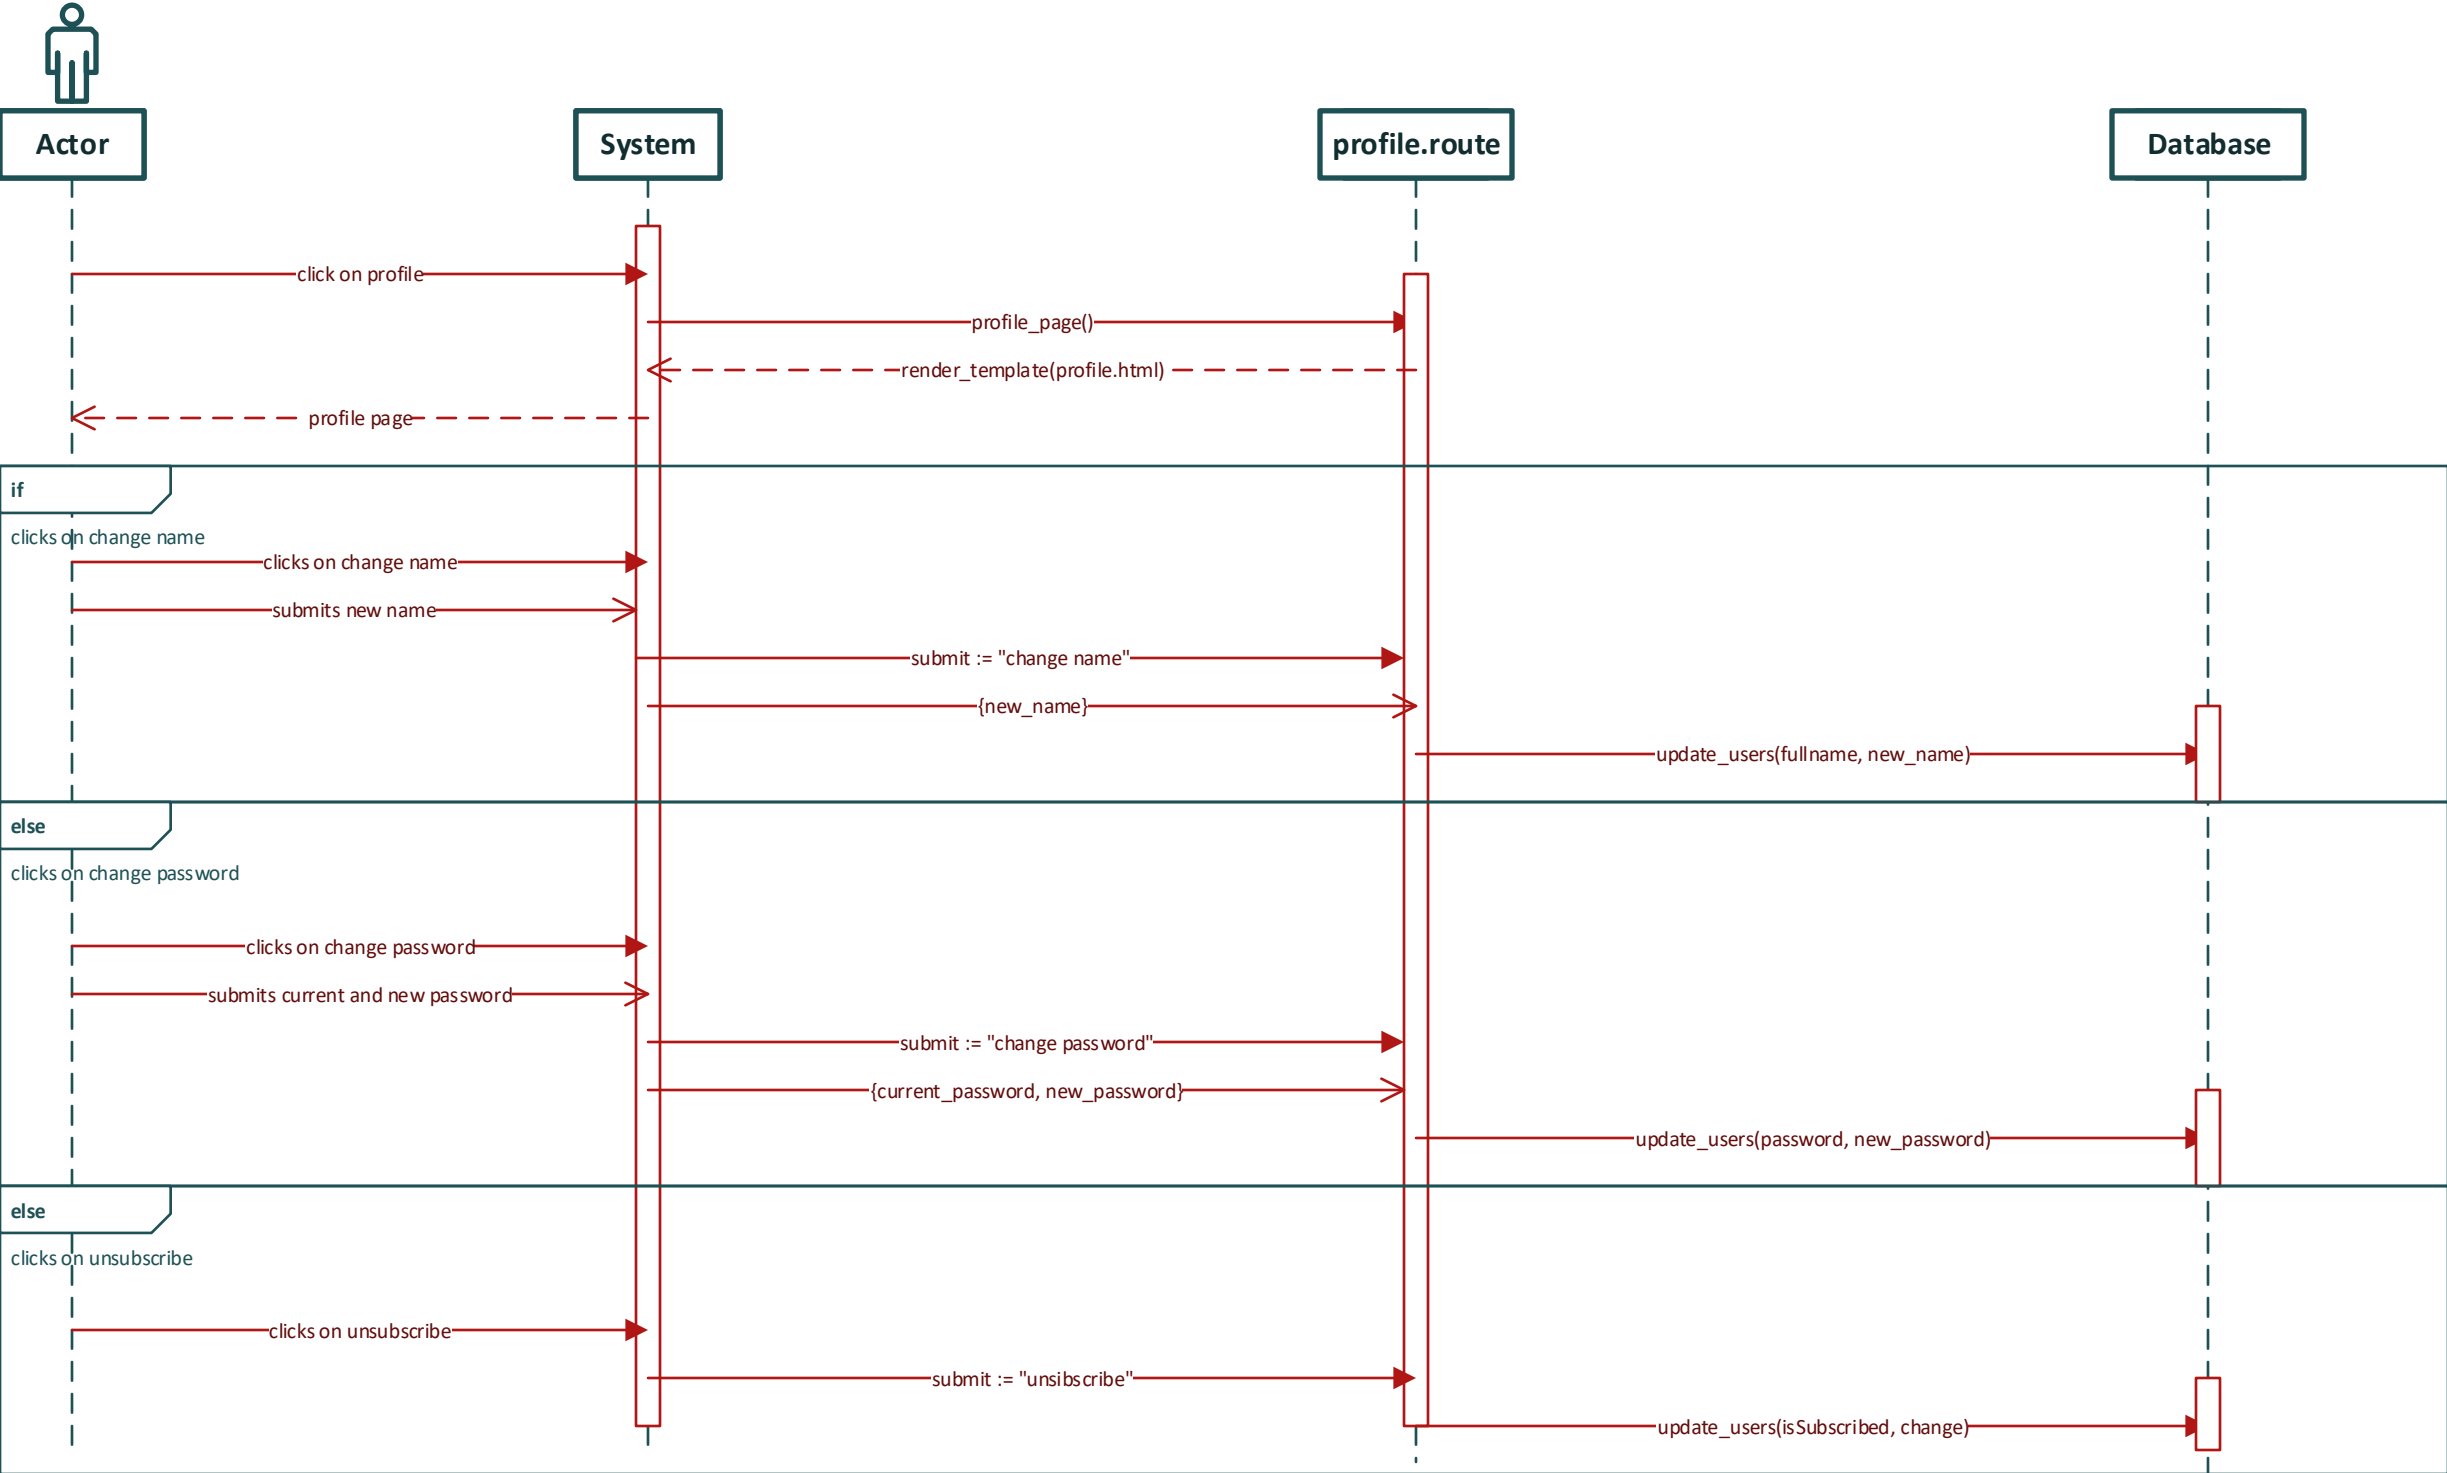 Actor
System
profile.route
Database
click on profile
profile_page()
render_template(profile.html)
profile page
if
clicks on change name
clicks on change name
submits new name
submit := "change name"
{new_name}
update_users(fullname, new_name)
else
clicks on change password
clicks on change password
submits current and new password
submit := "change password"
{current_password, new_password}
update_users(password, new_password)
else
clicks on unsubscribe
clicks on unsubscribe
submit := "unsibscribe"
update_users(isSubscribed, change)